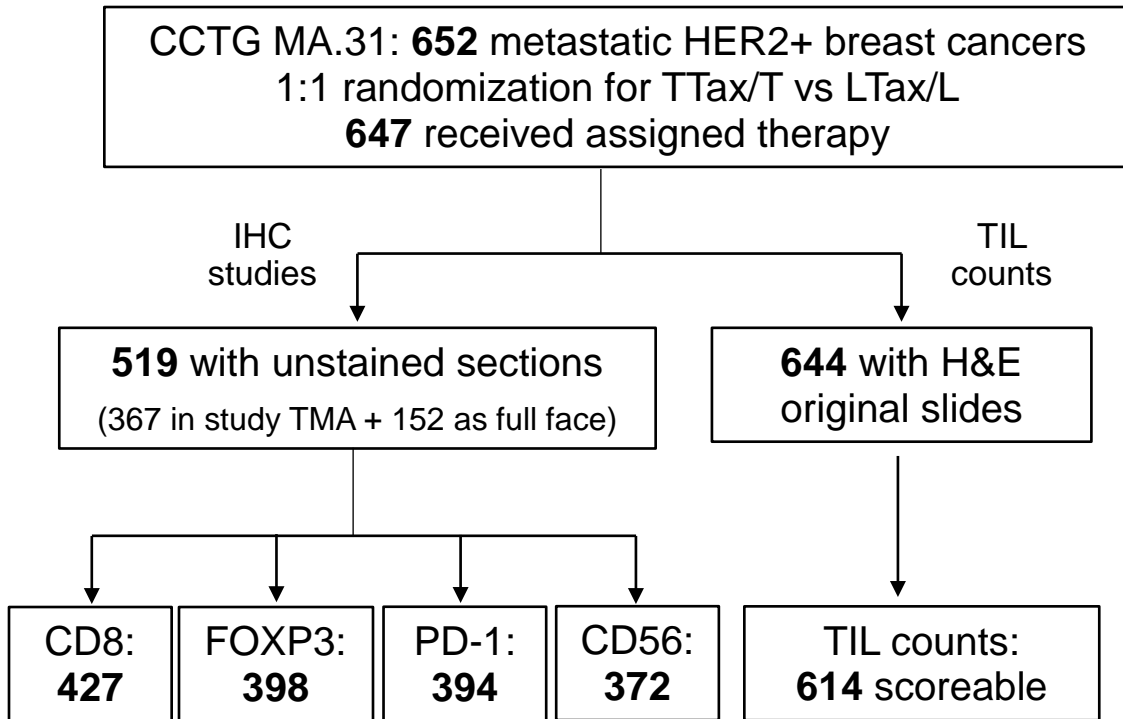 CCTG MA.31: 652 metastatic HER2+ breast cancers
1:1 randomization for TTax/T vs LTax/L
647 received assigned therapy
IHC
studies
TIL
counts
519 with unstained sections
(367 in study TMA + 152 as full face)
644 with H&E
original slides
CD8:
427
FOXP3:
398
PD-1:
394
CD56:
372
TIL counts:
614 scoreable